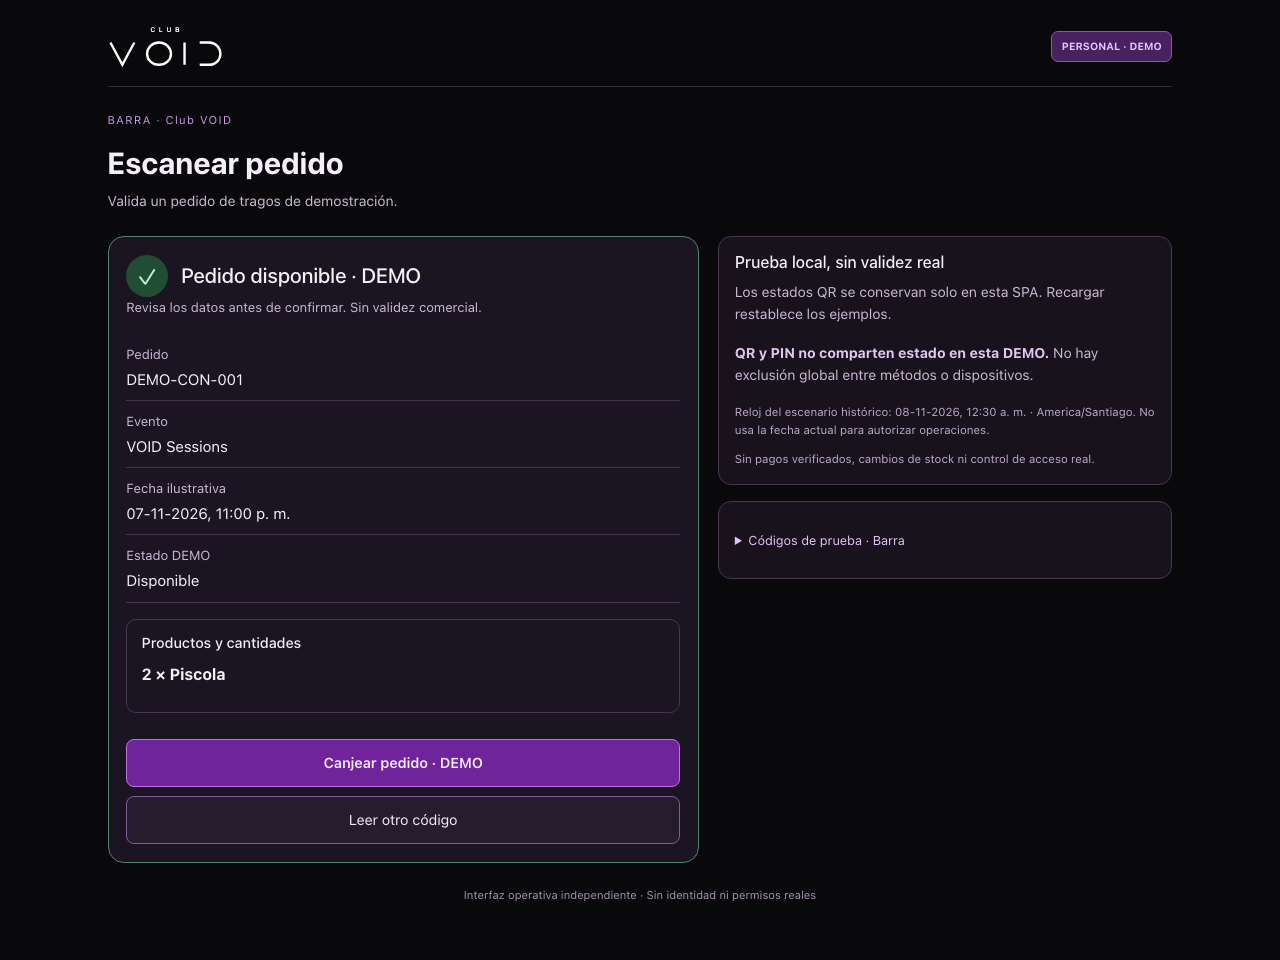 CLUB
VOID
PERSONAL · DEMO
BARRA · Club VOID
Escanear pedido
Valida un pedido de tragos de demostración.
Pedido disponible · DEMO
Revisa los datos antes de confirmar. Sin validez comercial.
Pedido
DEMO-CON-001
Evento
VOID Sessions
Fecha ilustrativa
07-11-2026, 11:00 p. m.
Estado DEMO
Disponible
Productos y cantidades
2 × Piscola
Canjear pedido · DEMO
Leer otro código
Prueba local, sin validez real
Los estados QR se conservan solo en esta SPA. Recargar
restablece los ejemplos.
QR y PIN no comparten estado en esta DEMO. No hay
exclusión global entre métodos o dispositivos.
Reloj del escenario histórico: 08-11-2026, 12:30 a. m. · America/Santiago. No
usa la fecha actual para autorizar operaciones.
Sin pagos verificados, cambios de stock ni control de acceso real.
Códigos de prueba · Barra
Interfaz operativa independiente · Sin identidad ni permisos reales